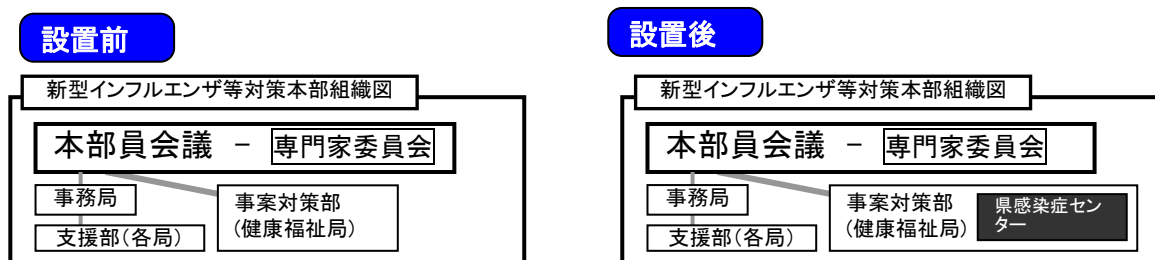 設置前
新型インフルエンザ等対策本部組織図
本部員会議 － 専門家委員会
事務局
支援部(各局)
事案対策部
(健康福祉局)
設置後
新型インフルエンザ等対策本部組織図
本部員会議 － 専門家委員会
事務局
支援部(各局)
事案対策部
(健康福祉局)
県感染症セン
ター